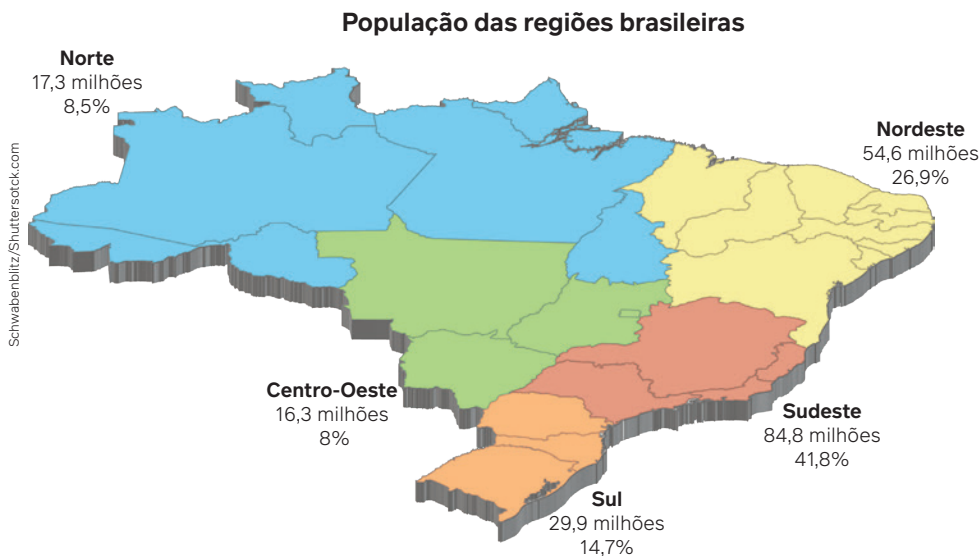 População das regiões brasileiras
Norte
17,3 milhões
8,5%
Nordeste
54,6 milhões
26,9%
Schwabenblitz/Shuttersotck.com
Centro-Oeste
16,3 milhões
8%
Sudeste
84,8 milhões
41,8%
Sul
29,9 milhões
14,7%